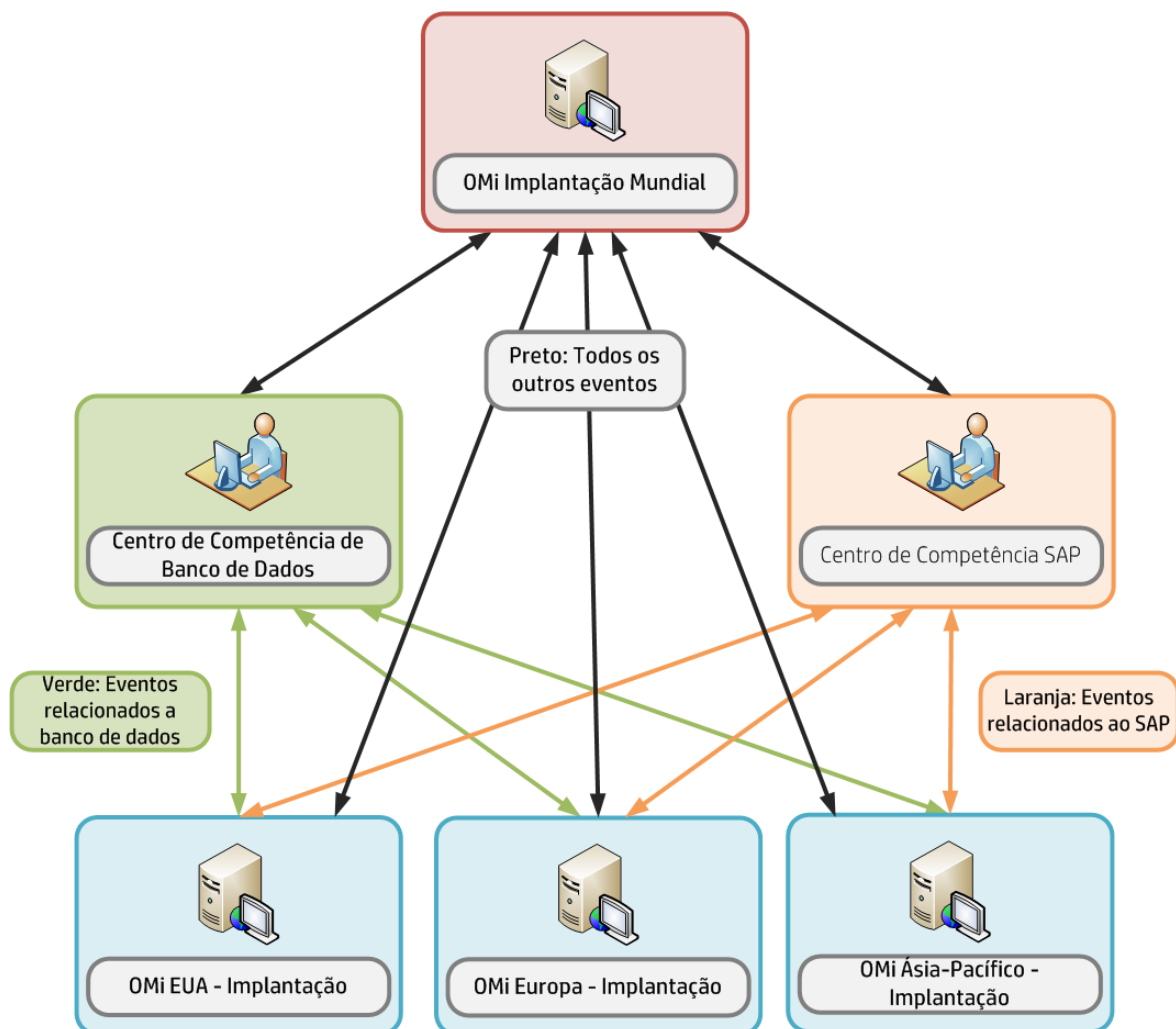 OMi Implantação Mundial
Preto: Todos os
outros eventos
Centro de Competência de
Banco de Dados
Centro de Competência SAP
Verde: Eventos
relacionados a
banco de dados
Laranja: Eventos
relacionados ao SAP
OMi EUA - Implantação
OMi Europa - Implantação
OMi Ásia-Pacífico -
Implantação